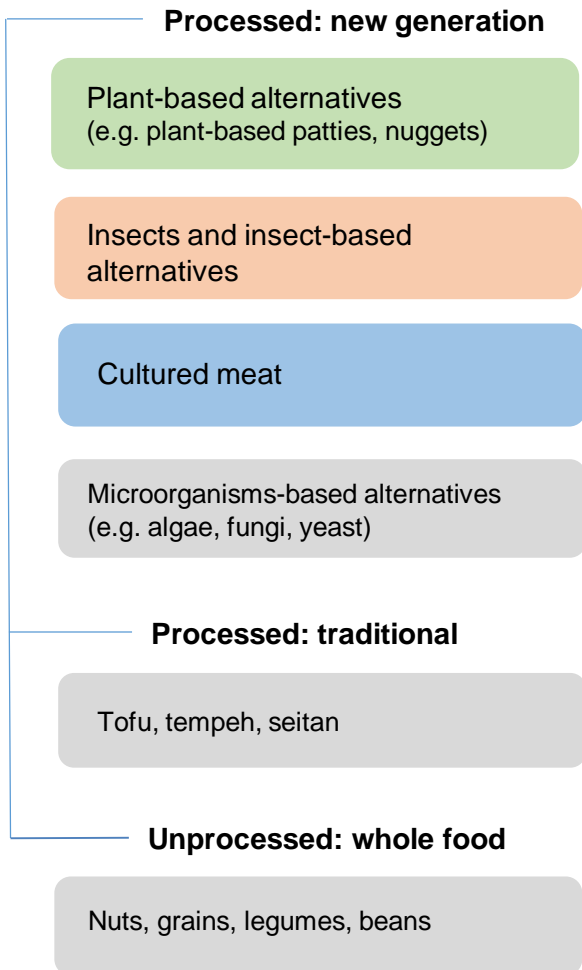 Processed: new generation
Plant-based alternatives
(e.g. plant-based patties, nuggets)
Insects and insect-based
alternatives
Cultured meat
Microorganisms-based alternatives
(e.g. algae, fungi, yeast)
Processed: traditional
Tofu, tempeh, seitan
Unprocessed: whole food
Nuts, grains, legumes, beans